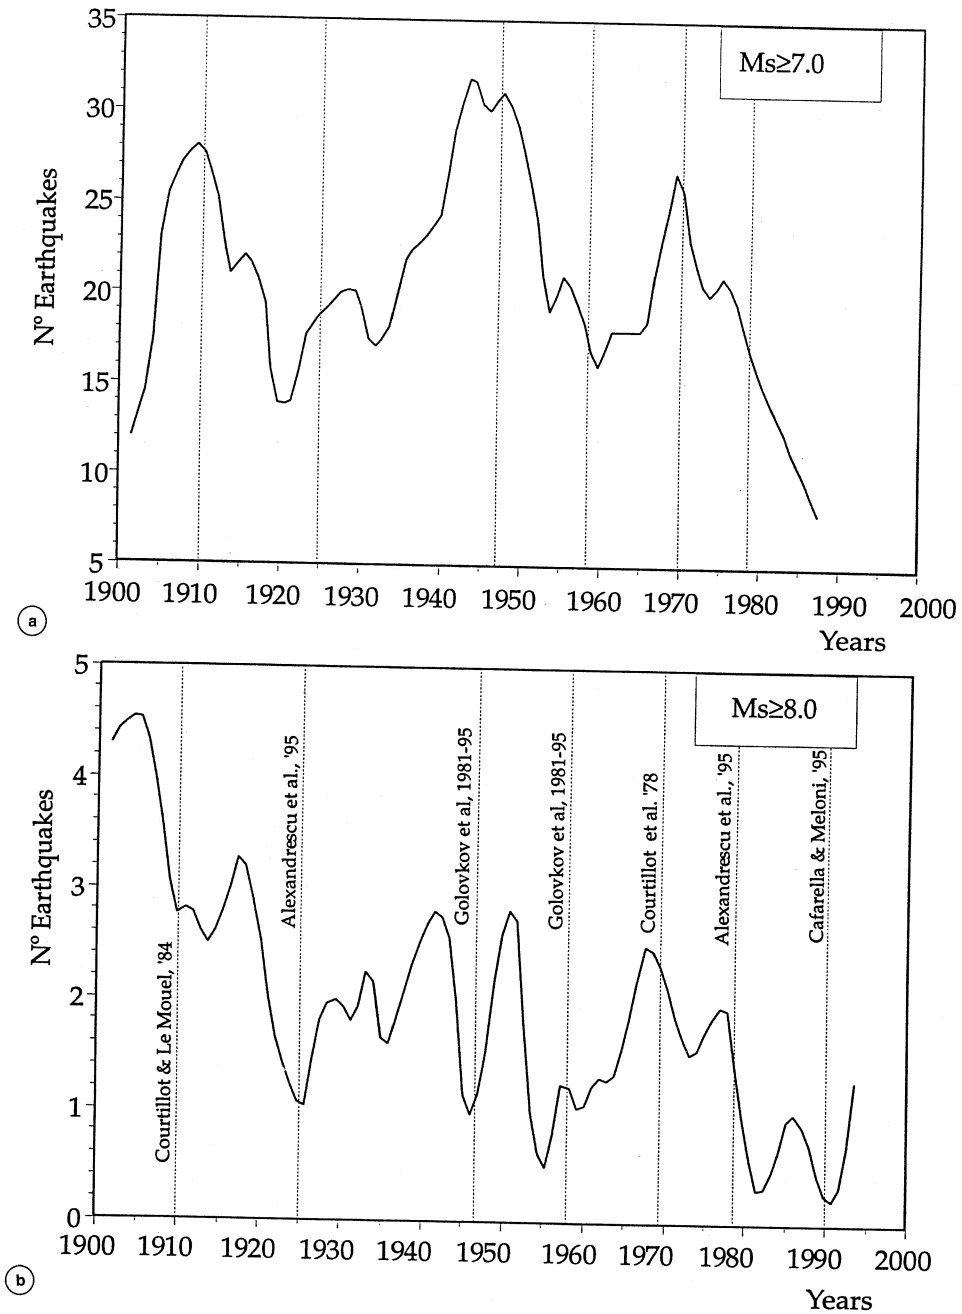 35
30
25
20
15
10
5
Nº Earthquakes
Ms≥7.0
1900
1910
1920
1930
1940
1950
1960
1970
1980
1990
2000
Years
a
5
4
3
2
1
0
Nº Earthquakes
Ms≥8.0
Courtillot & Le Mouel, '84
Alexandrescu et al., '95
Golovkov et al, 1981-95
Golovkov et al, 1981-95
Courtillot et al. '78
Alexandrescu et al., '95
Cafarella & Meloni, '95
1900
1910
1920
1930
1940
1950
1960
1970
1980
1990
2000
Years
b